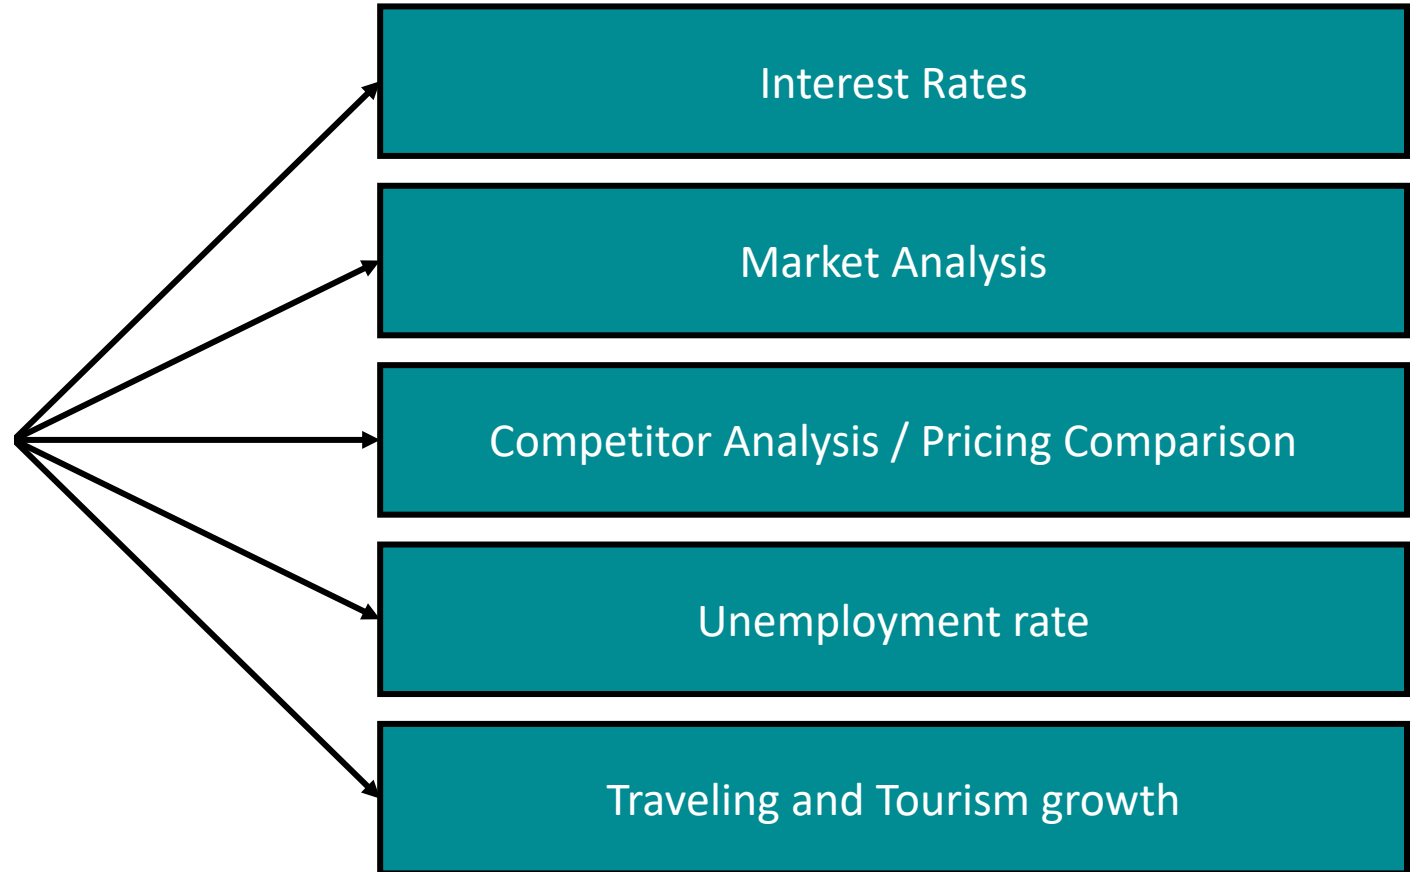 Interest Rates
Market Analysis
Competitor Analysis / Pricing Comparison
Unemployment rate
Traveling and Tourism growth